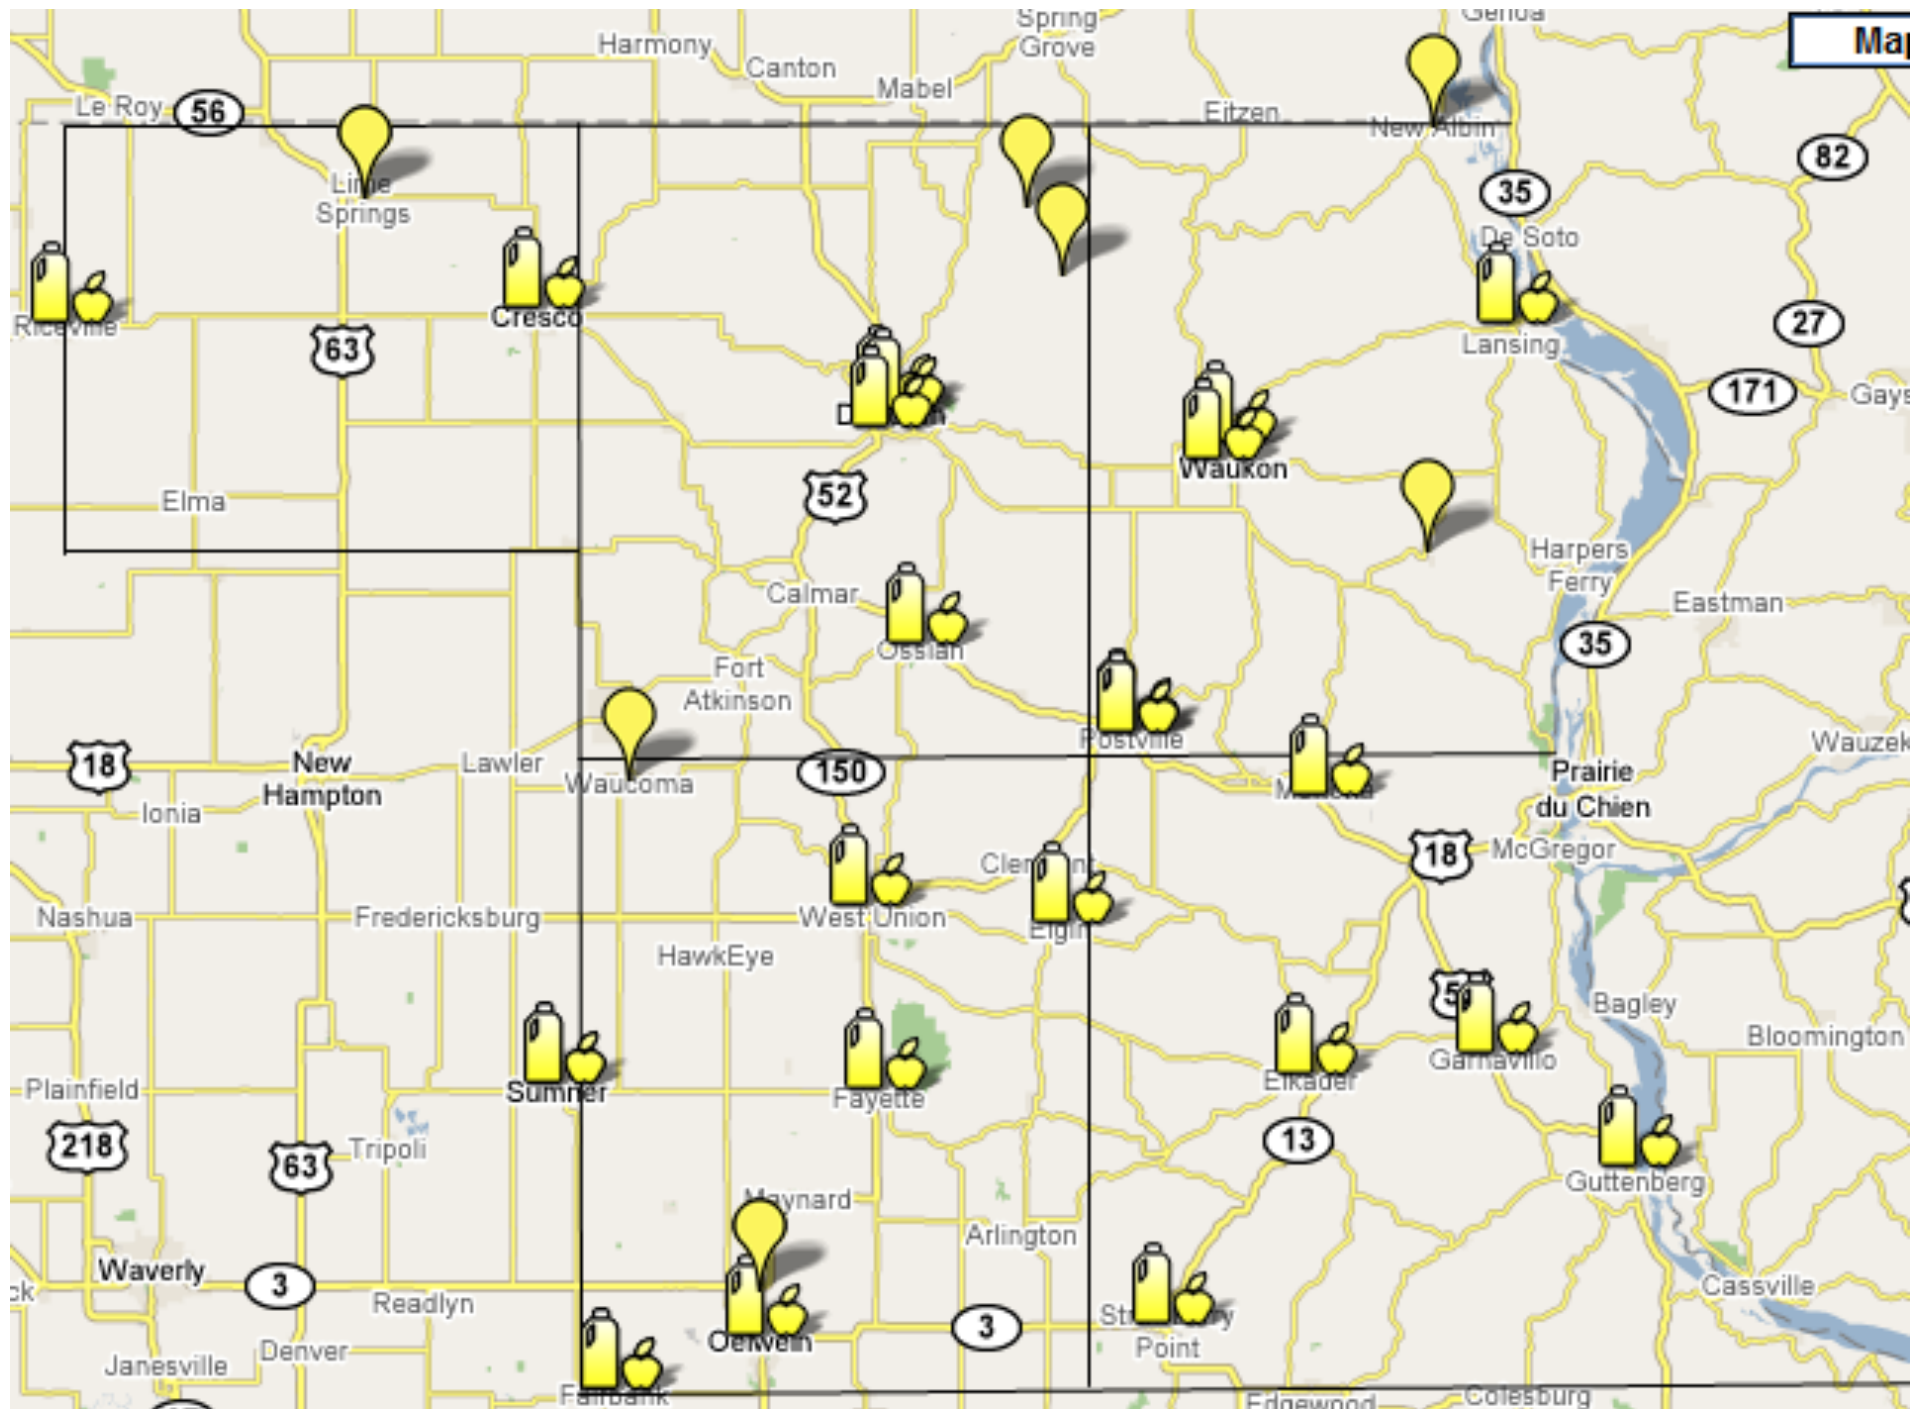 Spring
Grove
Genoa
Map
Harmony
Canton
Mabel
Le Roy
56
Eitzen
New Albin
82
Lime
Springs
35
De Soto
Riceville
Cresco
63
27
Lansing
171
Gays
Waukon
52
Elma
Harpers
Ferry
Calmar
Eastman
Ossian
35
Fort
Atkinson
Postville
Wauzek
18
New
Hampton
Lawler
Waucoma
150
Prairie
du Chien
Ionia
18
McGregor
Nashua
Fredericksburg
West Union
Elgin
HawkEye
Bagley
Bloomington
Garnavillo
Elkader
Plainfield
Sumner
Fayette
218
63
Tripoli
13
Guttenberg
Maynard
Arlington
Waverly
3
Readlyn
Cassville
ck
3
Oelwein
Point
Janesville
Denver
Fairbank
Edgewood
Colesburg